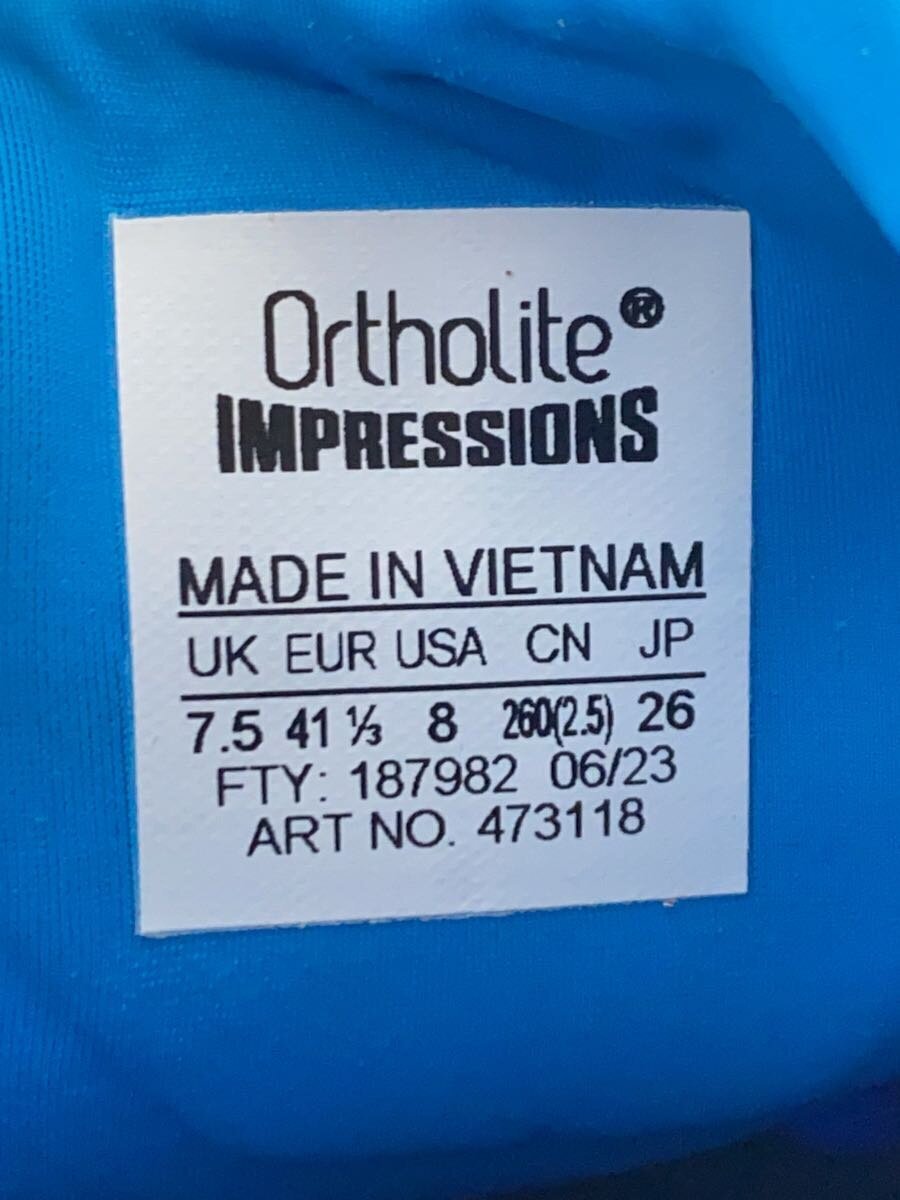 Ortholite®
IMPRESSIONS
MADE IN VIETNAM
UK EUR USA CN JP
7.5 41 ⅓ 8 260(2.5) 26
FTY: 187982 06/23
ART NO. 473118